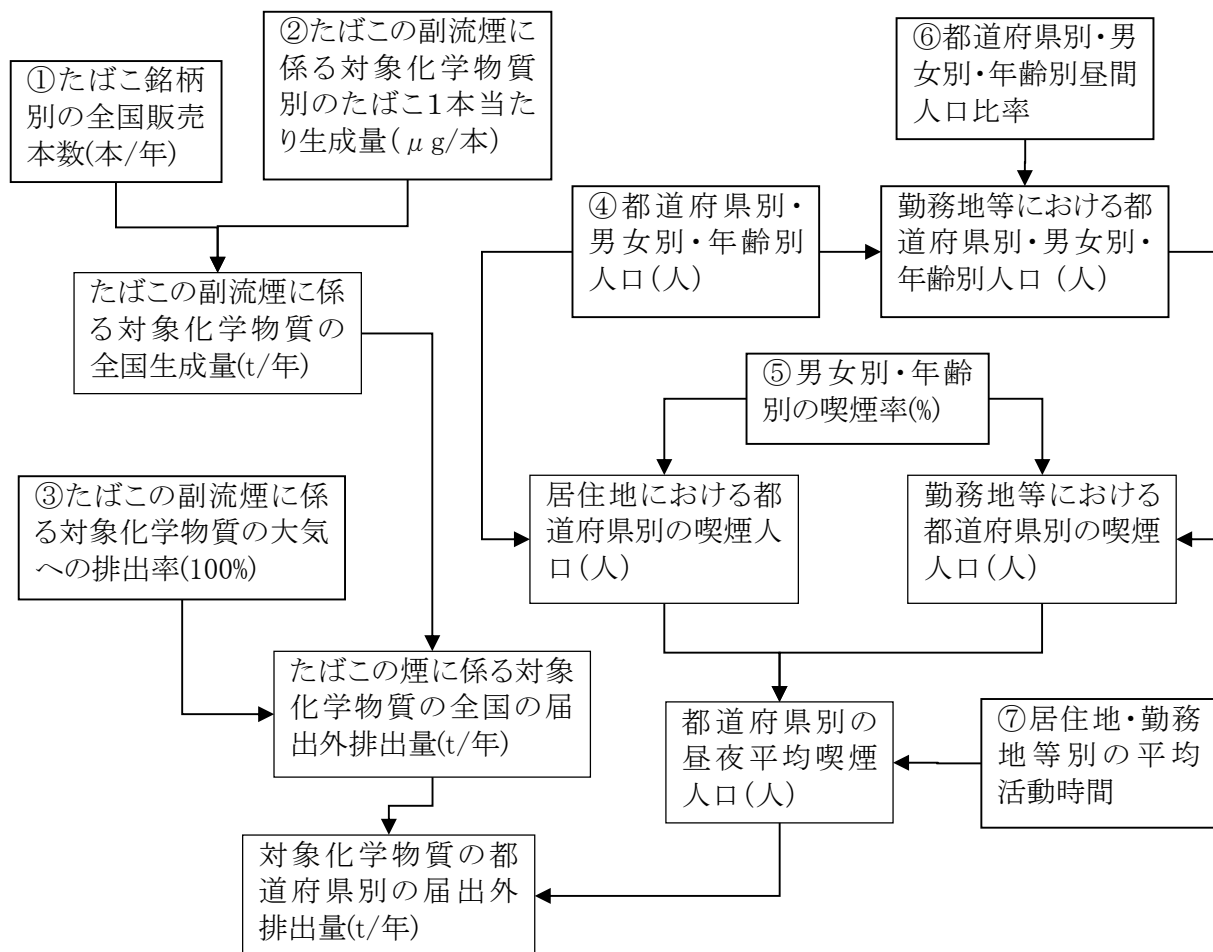 ①たばこ銘柄
別の全国販売
本数(本/年)
②たばこの副流煙に
係る対象化学物質
別のたばこ1本当た
り生成量(μg/本)
⑥都道府県別・男
女別・年齢別昼間
人口比率
④都道府県別・
男女別・年齢別
人口(人)
勤務地等における都
道府県別・男女別・
年齢別人口 (人)
たばこの副流煙に係
る対象化学物質の
全国生成量(t/年)
⑤男女別・年齢
別の喫煙率(%)
③たばこの副流煙に係
る対象化学物質の大気
への排出率(100%)
居住地における都
道府県別の喫煙人
口(人)
勤務地等における
都道府県別の喫煙
人口(人)
たばこの煙に係る対象
化学物質の全国の届
出外排出量(t/年)
都道府県別の
昼夜平均喫煙
人口(人)
⑦居住地・勤務
地等別の平均
活動時間
対象化学物質の都
道府県別の届出外
排出量(t/年)